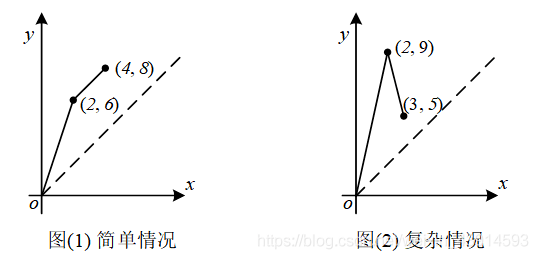 y
(4, 8)
(2, 6)
x
o
图(1) 简单情况
y
(2, 9)
(3, 5)
x
o
图(2) 复杂情况